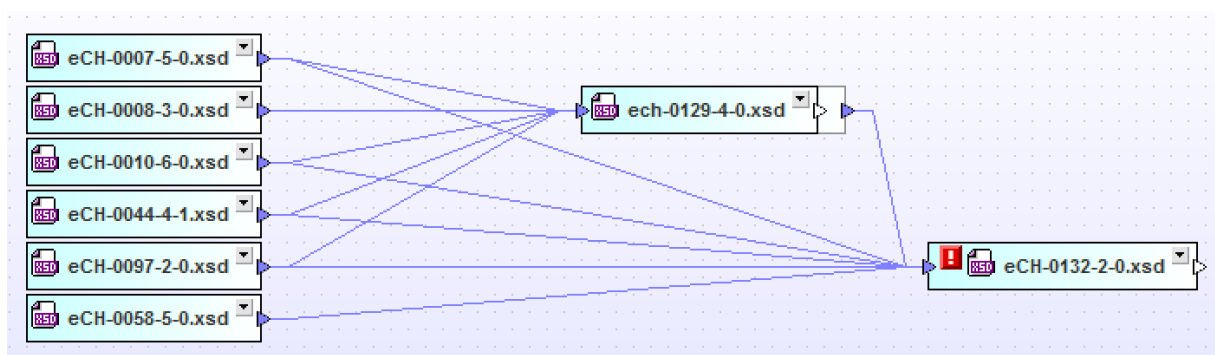 eCH-0007-5-0.xsd
eCH-0008-3-0.xsd
ech-0129-4-0.xsd
eCH-0010-6-0.xsd
eCH-0044-4-1.xsd
eCH-0097-2-0.xsd
eCH-0132-2-0.xsd
eCH-0058-5-0.xsd